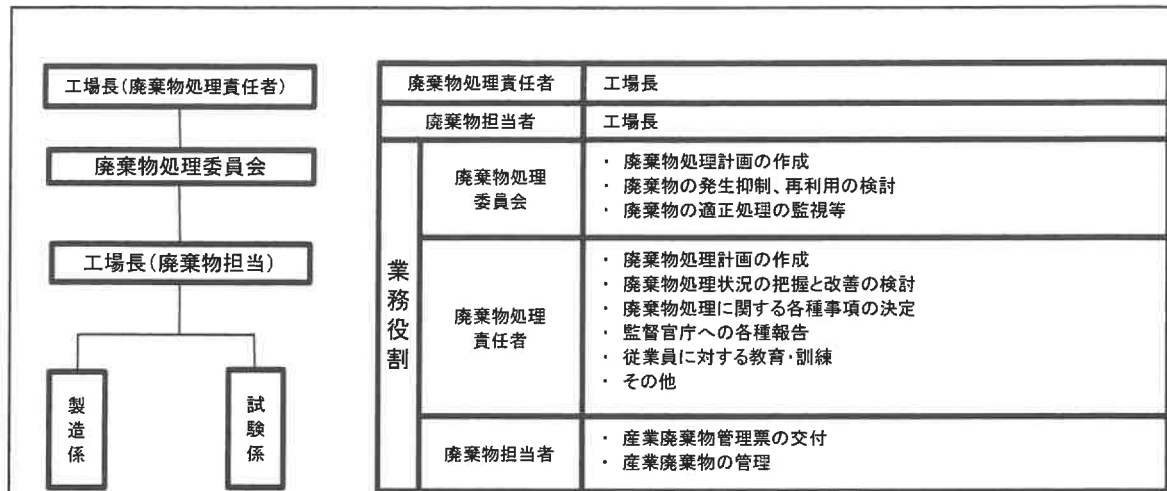 工場長(廃棄物処理責任者)
廃棄物処理委員会
工場長(廃棄物担当)
製造係
試験係
廃棄物処理責任者
工場長
廃棄物担当者
工場長
業務役割
廃棄物処理
委員会
・ 廃棄物処理計画の作成
・ 廃棄物の発生抑制、再利用の検討
・ 廃棄物の適正処理の監視等
廃棄物処理
責任者
・ 廃棄物処理計画の作成
・ 廃棄物処理状況の把握と改善の検討
・ 廃棄物処理に関する各種事項の決定
・ 監督官庁への各種報告
・ 従業員に対する教育・訓練
・ その他
廃棄物担当者
・ 産業廃棄物管理票の交付
・ 産業廃棄物の管理